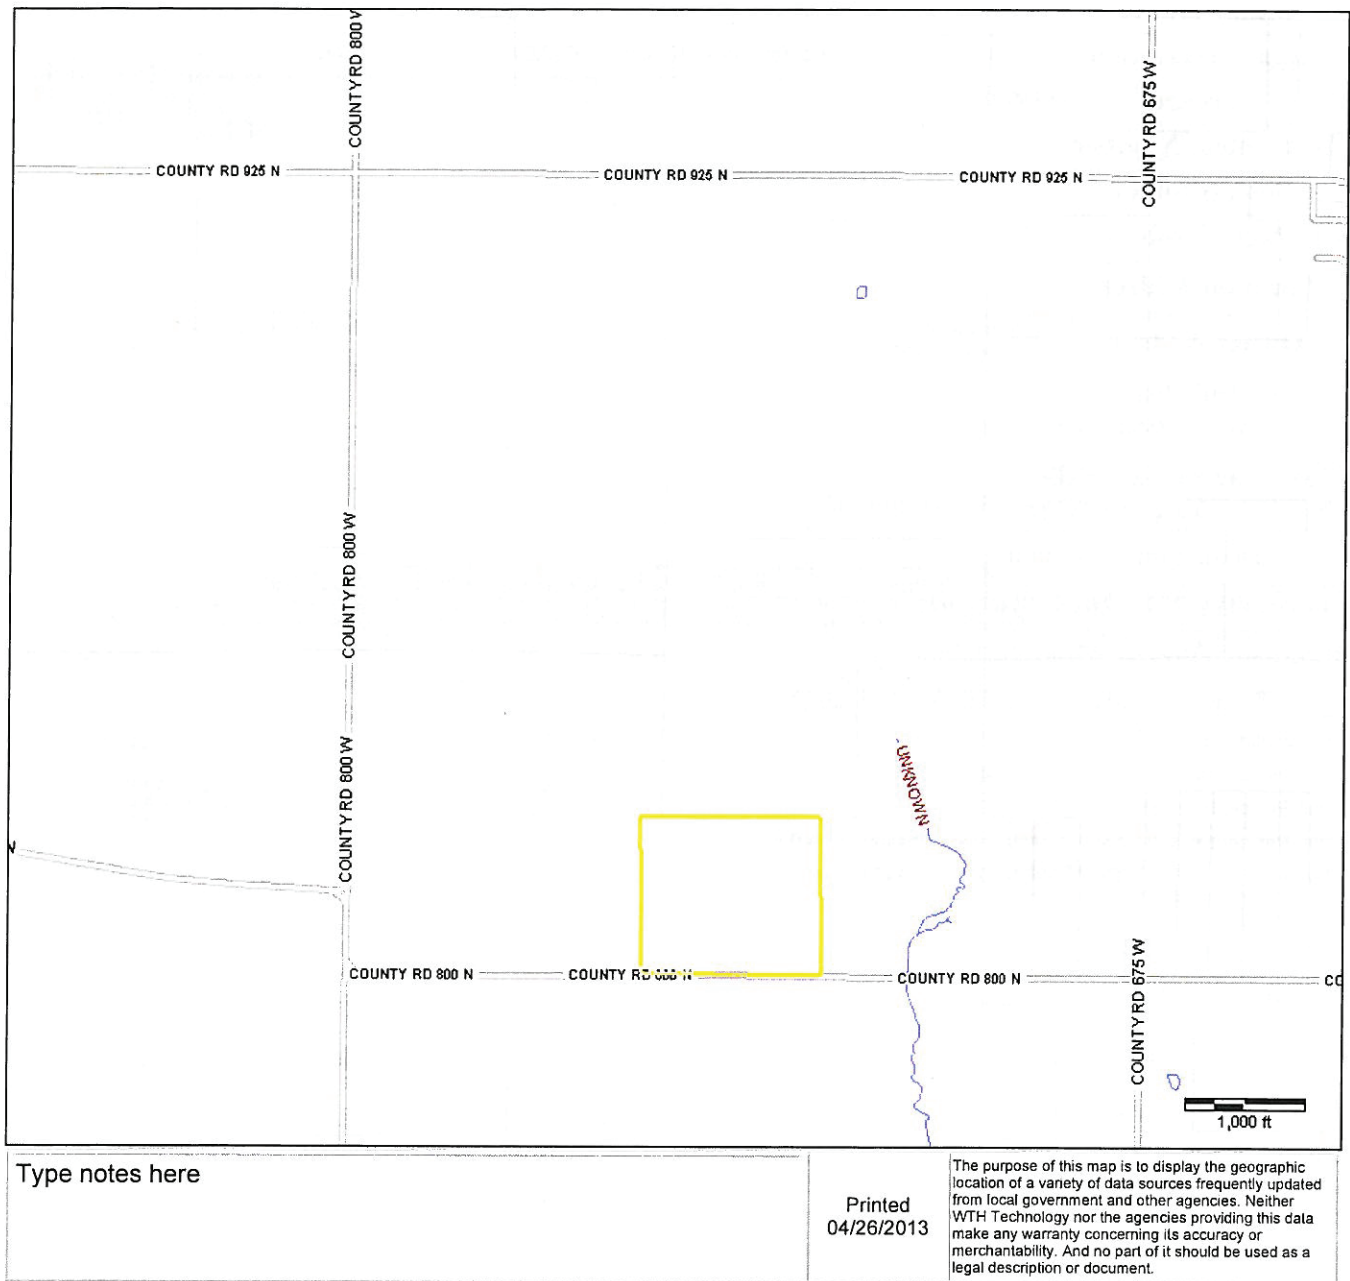 COUNTY RD 800 W
COUNTY RD 675 W
COUNTY RD 925 N
COUNTY RD 925 N
COUNTY RD 925 N
COUNTY RD 800 W
COUNTY RD 800 W
UNKNOWN
N
COUNTY RD 800 N
COUNTY RD 800 N
COUNTY RD 800 N
CO
COUNTY RD 675 W
1,000 ft
Type notes here
Printed
04/26/2013
The purpose of this map is to display the geographic
location of a variety of data sources frequently updated
from local government and other agencies. Neither
WTH Technology nor the agencies providing this data
make any warranty concerning its accuracy or
merchantability. And no part of it should be used as a
legal description or document.